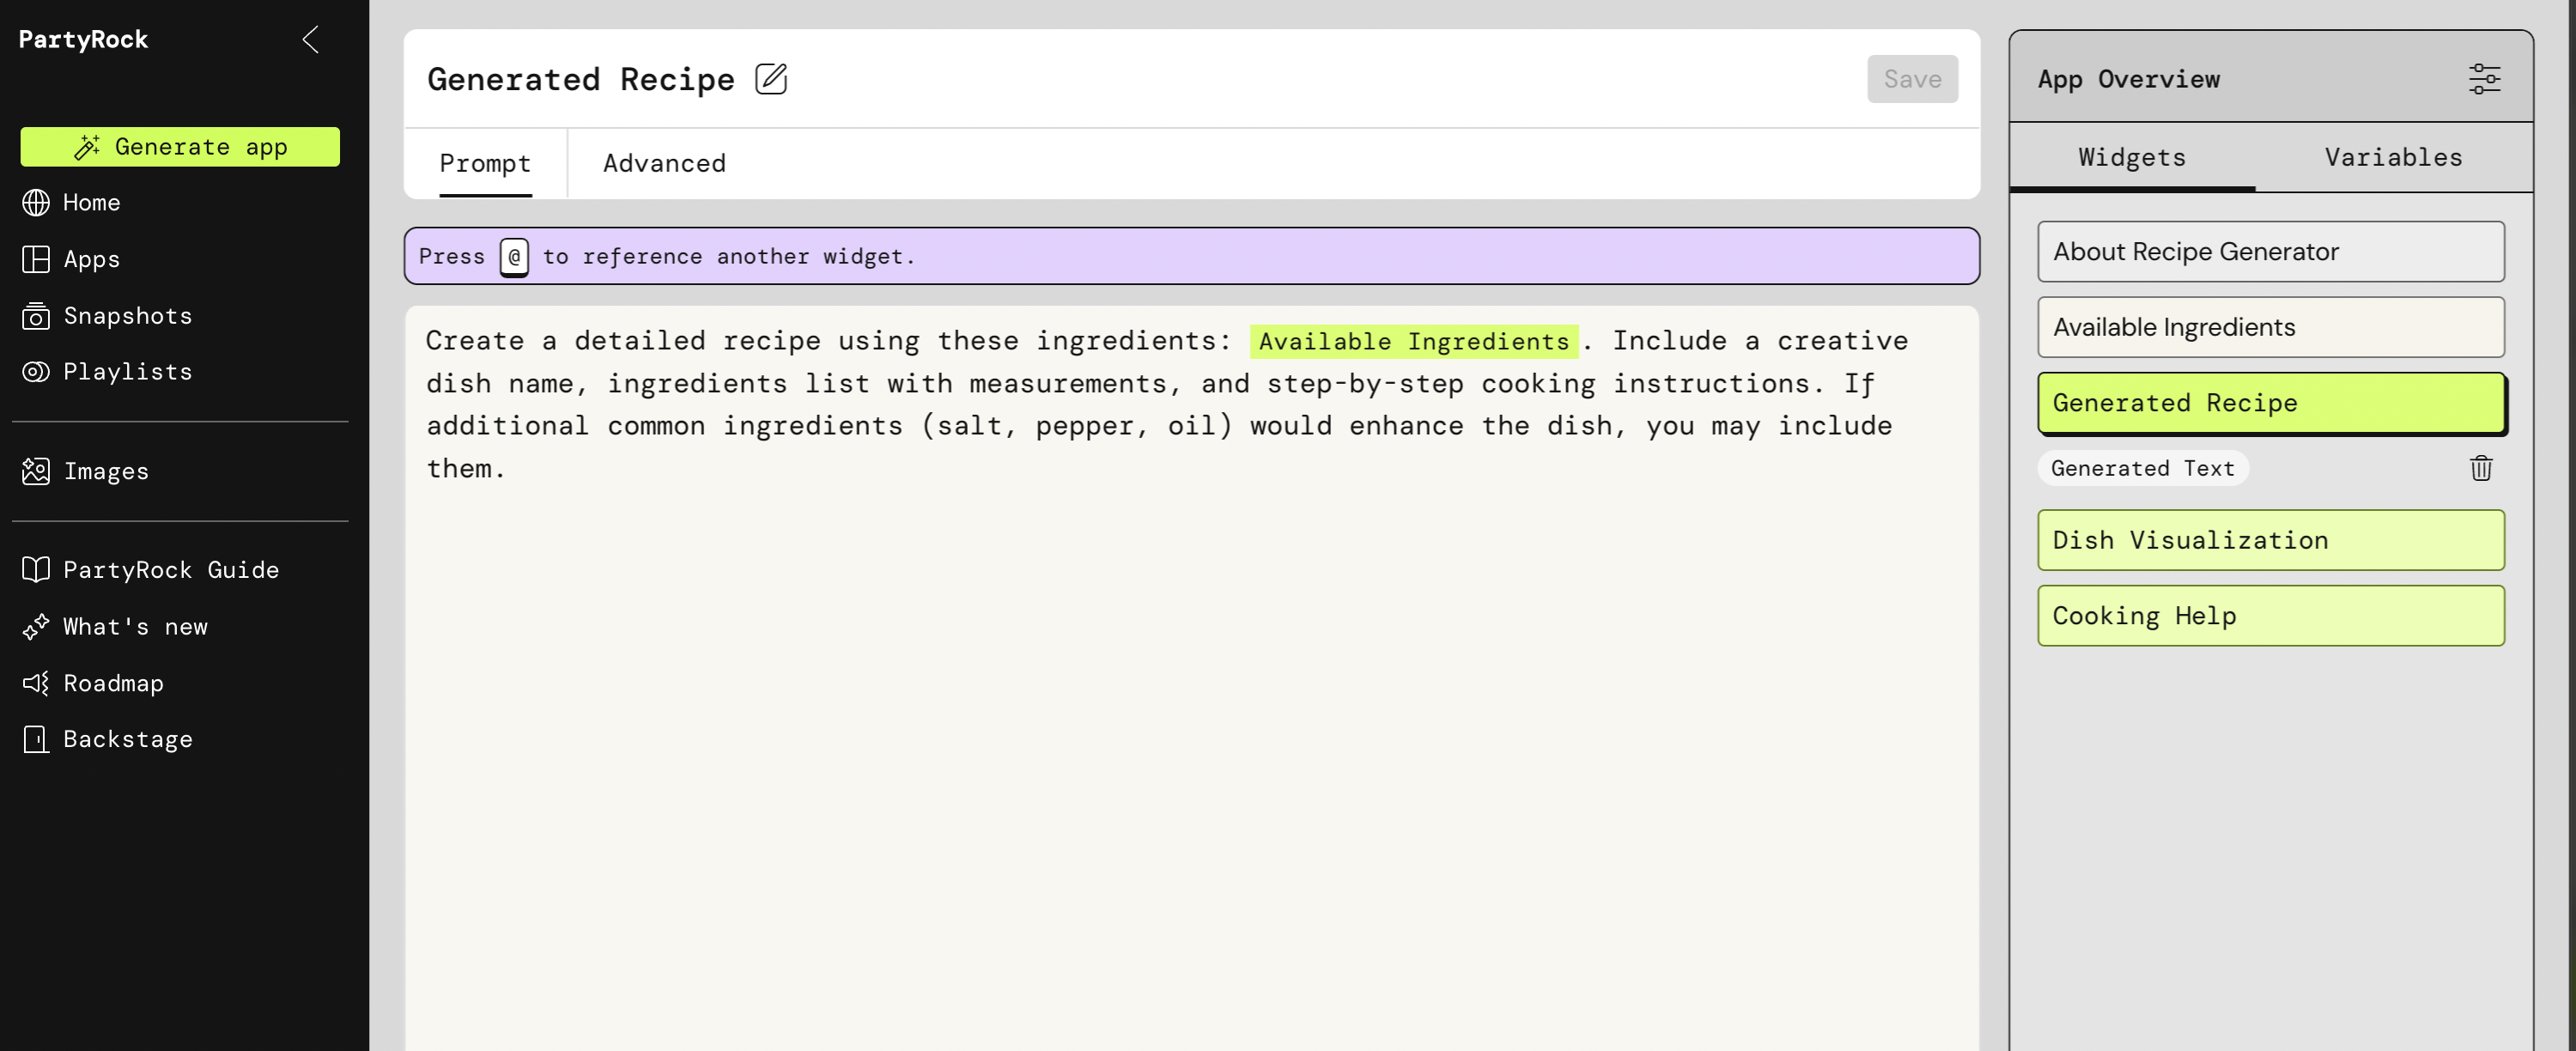 PartyRock
Generate app
Home
Apps
Snapshots
Playlists
Images
PartyRock Guide
What's new
Roadmap
Backstage
Generated Recipe
Save
Prompt
Advanced
Press @ to reference another widget.
Create a detailed recipe using these ingredients: Available Ingredients. Include a creative
dish name, ingredients list with measurements, and step-by-step cooking instructions. If
additional common ingredients (salt, pepper, oil) would enhance the dish, you may include
them.
App Overview
Widgets
Variables
About Recipe Generator
Available Ingredients
Generated Recipe
Generated Text
Dish Visualization
Cooking Help